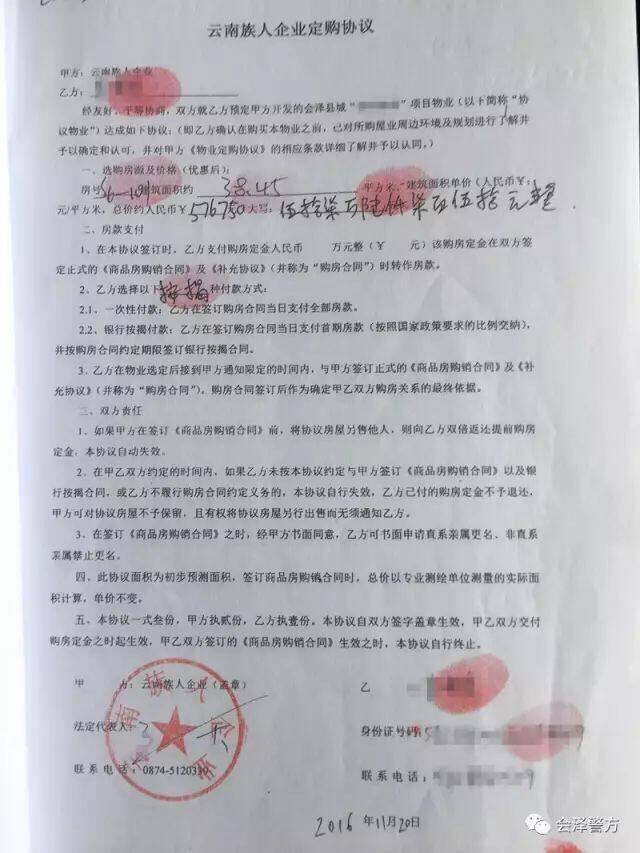 云南族人企业定购协议
甲方：云南族人企业
乙方：
经友好、平等协商，双方就乙方预定甲方开发的会泽县城“”项目物业（以下简称“协
议物业”）达成如下协议：（即乙方确认在购买本物业之前，已对所购屋业周边环境及规划进行了解并
予以确定和认可，并对甲方《物业定购协议》的相应条款详细了解并予以认同。）
一、选购房源及价格（优惠后）：
房号 S6-101 建筑面积约 38.45 平方米，建筑面积单价（人民币￥：
元/平方米，总价约人民币￥576750 大写：伍拾柒万陆仟柒百伍拾元整
二、房款支付
1、在本协议签订时，乙方支付购房定金人民币 万元整（￥ 元）该购房定金在双方签
定正式的《商品房购销合同》及《补充协议》（并称为“购房合同”）时转作房款。
2、乙方选择以下按揭种付款方式：
2.1、一次性付款：乙方在签订购房合同当日支付全部房款。
2.2、银行按揭付款：乙方在签订购房合同当日支付首期房款（按照国家政策要求的比例交纳），
并按购房合同约定期限签订银行按揭合同。
3、乙方在物业选定后接到甲方通知限定的时间内，与甲方签订正式的《商品房购销合同》及《补
充协议》（并称为“购房合同”），购房合同签订后作为确定甲乙双方购房关系的最终依据。
三、双方责任
1、如果甲方在签订《商品房购销合同》前，将协议房屋另售他人，则向乙方双倍返还提前购房
定金，本协议自动失效。
2、在甲乙双方约定的时间内，如果乙方未按本协议约定与甲方签订《商品房购销合同》以及银
行按揭合同，或乙方不履行购房合同约定义务的，本协议自行失效，乙方已付的购房定金不予退还，
甲方可对协议房屋不予保留，且有权将协议房屋另行出售而无须通知乙方。
3、在签订《商品房购销合同》之时，经甲方书面同意，乙方可书面申请直系亲属更名、非直系
亲属禁止更名。
四、此协议面积为初步预测面积，签订商品房购销合同时，总价以专业测绘单位测量的实际面
积计算，单价不变。
五、本协议一式叁份，甲方执贰份，乙方执壹份。本协议自双方签字盖章生效，甲乙双方交付
购房定金之时起生效，甲乙双方签订的《商品房购销合同》生效之时，本协议自行终止。
甲 方：云南族人企业（盖章）
乙
法定代表人：
身份证号码：
联系电话：0874-5120339
联系电话：
云南族人企业
2016年11月20日
会泽警方